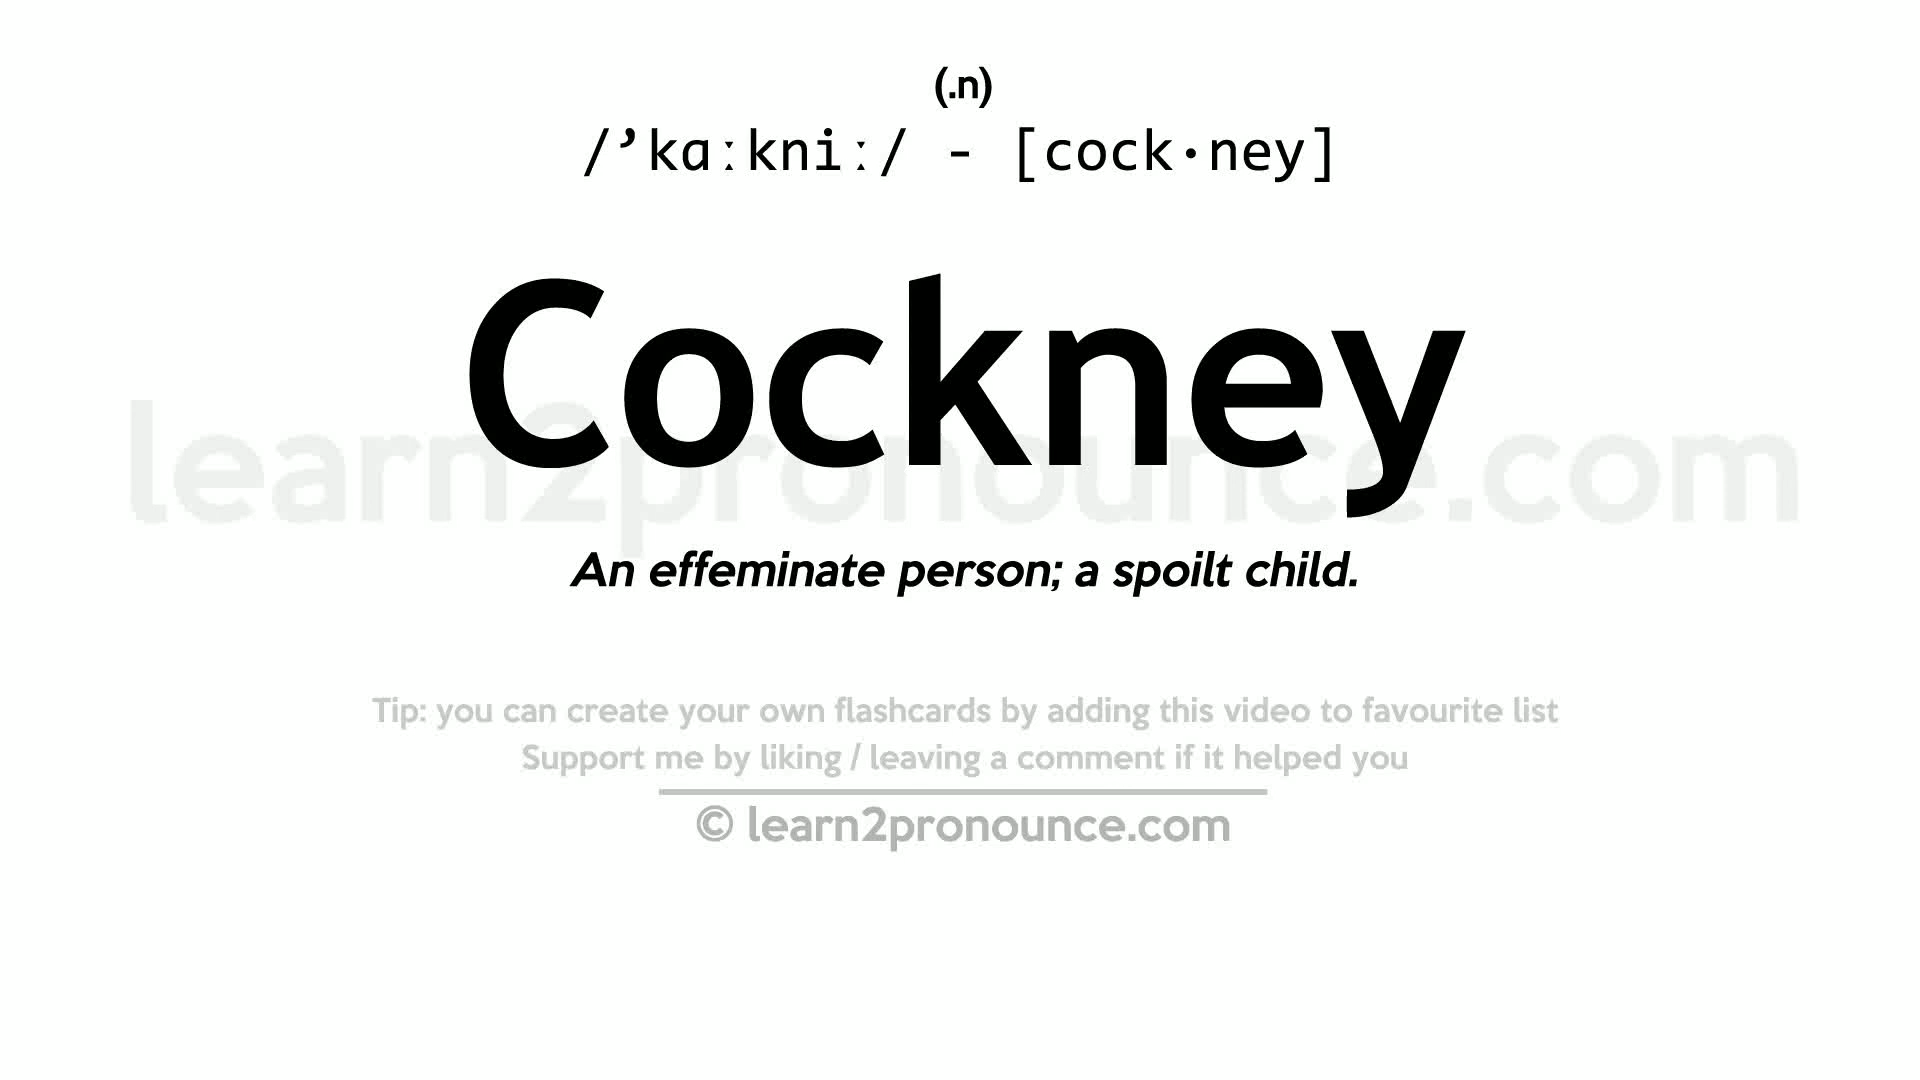 (.n)
/’kɑːkniː/ - [cock·ney]
Cockney
learn2pronounce.com
An effeminate person; a spoilt child.
Tip: you can create your own flashcards by adding this video to favourite list
Support me by liking / leaving a comment if it helped you
© learn2pronounce.com